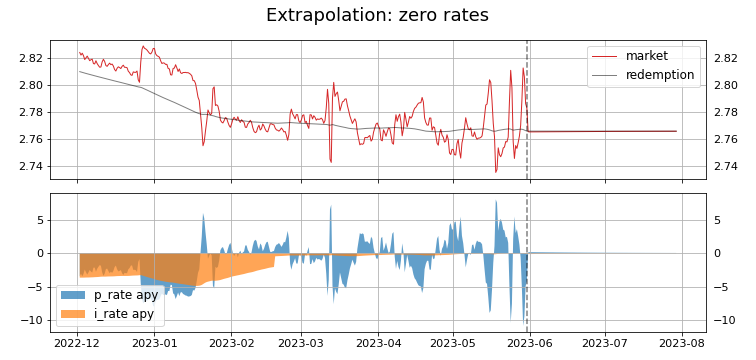 Extrapolation: zero rates
2.82 2.82
2.80 2.80
2.78 2.78
2.76 2.76
2.74 2.74
market
redemption
5 5
0 0
−5 −5
−10 −10
p_rate apy
i_rate apy
2022-12 2023-01 2023-02 2023-03 2023-04 2023-05 2023-06 2023-07 2023-08